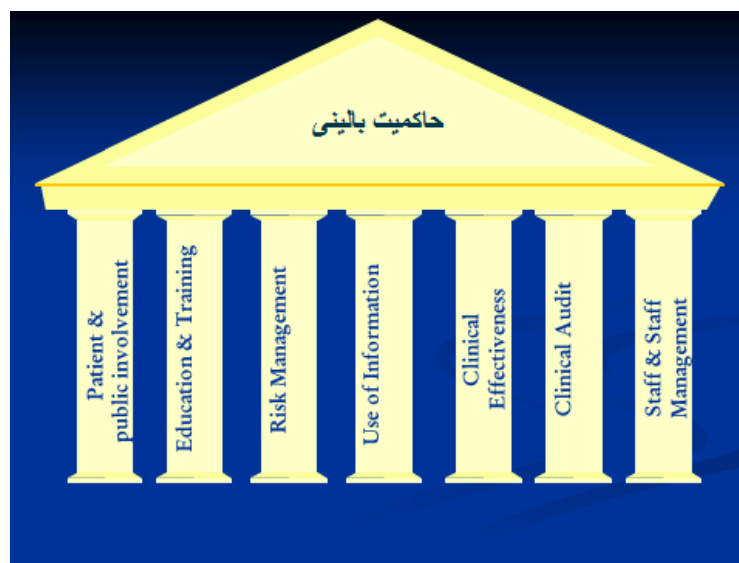 حاکمیت بالینی
Patient &
public involvement
Education & Training
Risk Management
Use of Information
Clinical
Effectiveness
Clinical Audit
Staff & Staff
Management